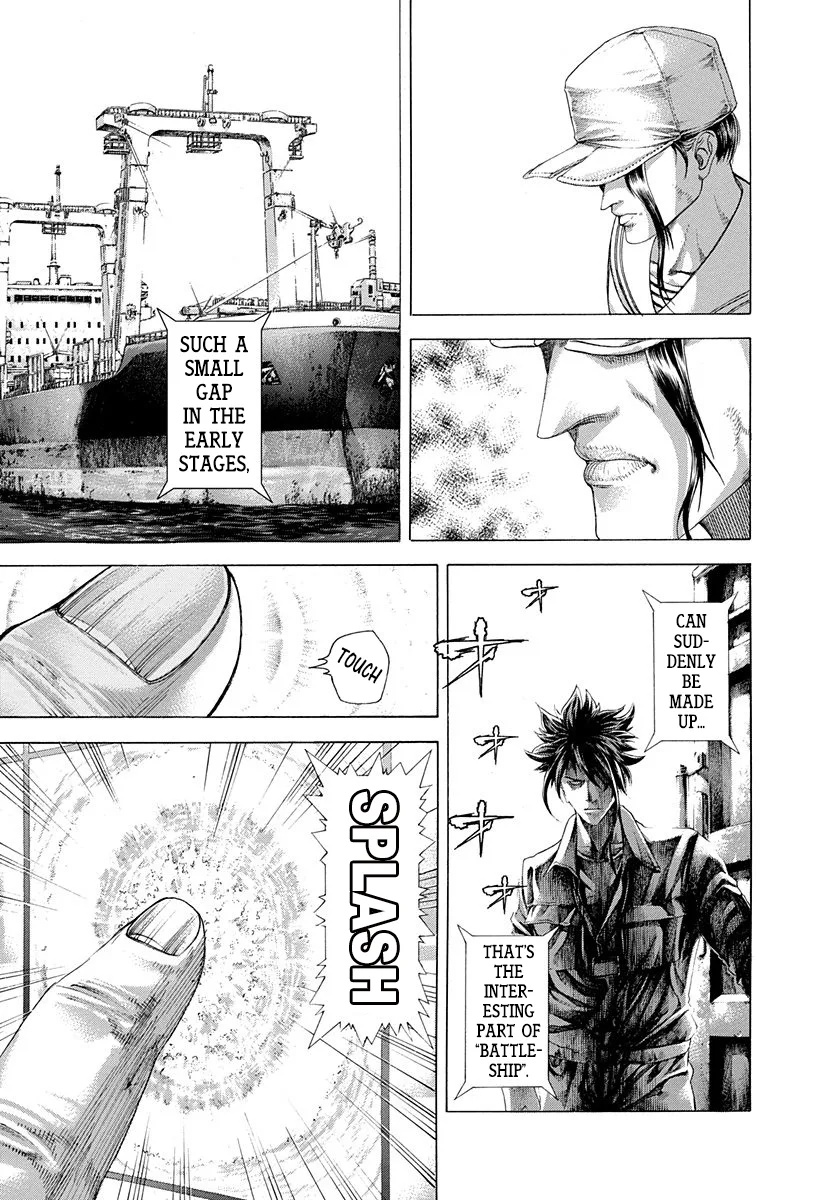 SUCH A
SMALL
GAP
IN THE
EARLY
STAGES,
CAN
SUD-
DENLY
BE
MADE
UP...
THAT'S
THE
INTER-
ESTING
PART OF
"BATTLE-
SHIP".
TOUCH
SPLASH